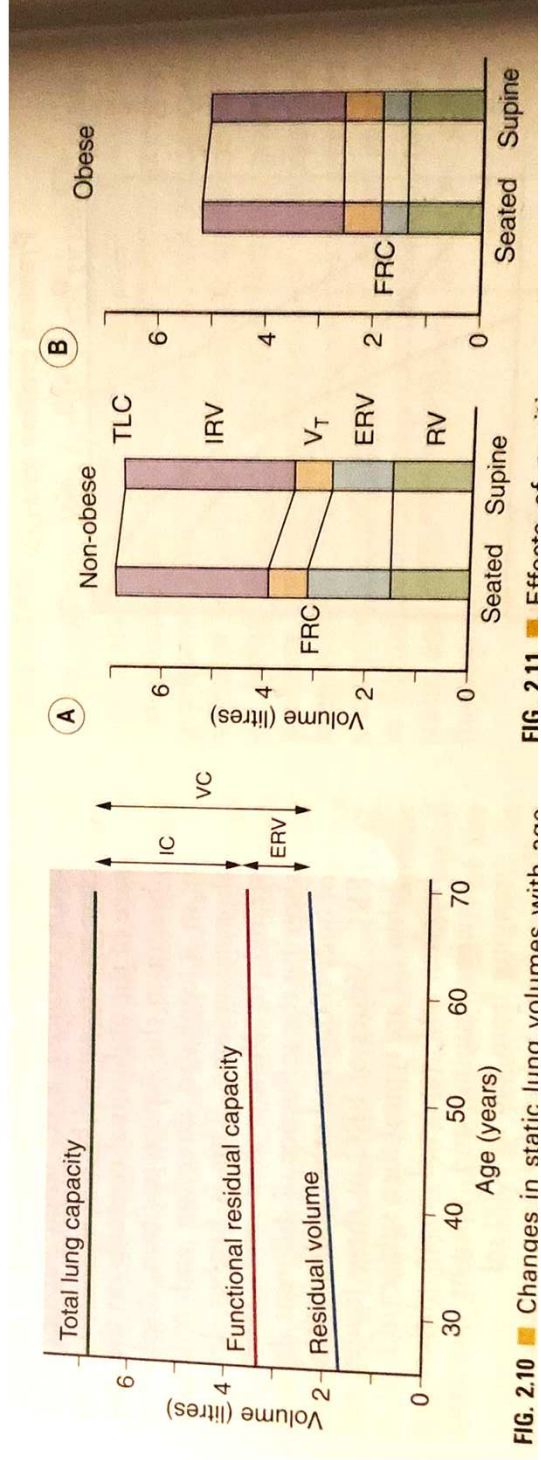 Total lung capacity
Functional residual capacity
Residual volume
6
4
2
0
Volume (litres)
30
40
50
60
70
Age (years)
IC
ERV
VC
FIG. 2.10 Changes in static lung volumes with age
A
Non-obese
6
4
2
0
Volume (litres)
FRC
TLC
IRV
VT
ERV
RV
Seated
Supine
B
Obese
6
4
2
0
FRC
Seated
Supine
FIG. 2.11 Effects of